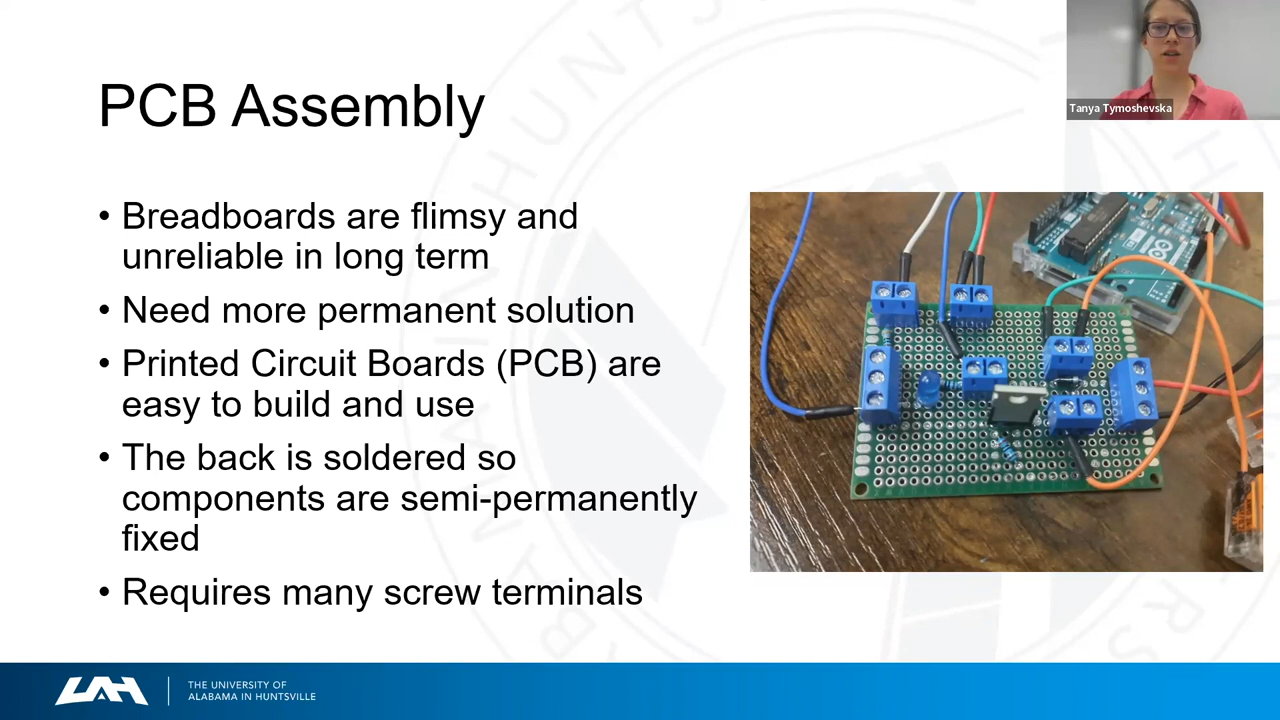 PCB Assembly
Tanya Tymoshevska
• Breadboards are flimsy and
unreliable in long term
• Need more permanent solution
• Printed Circuit Boards (PCB) are
easy to build and use
• The back is soldered so
components are semi-permanently
fixed
• Requires many screw terminals
UAH
THE UNIVERSITY OF
ALABAMA IN HUNTSVILLE